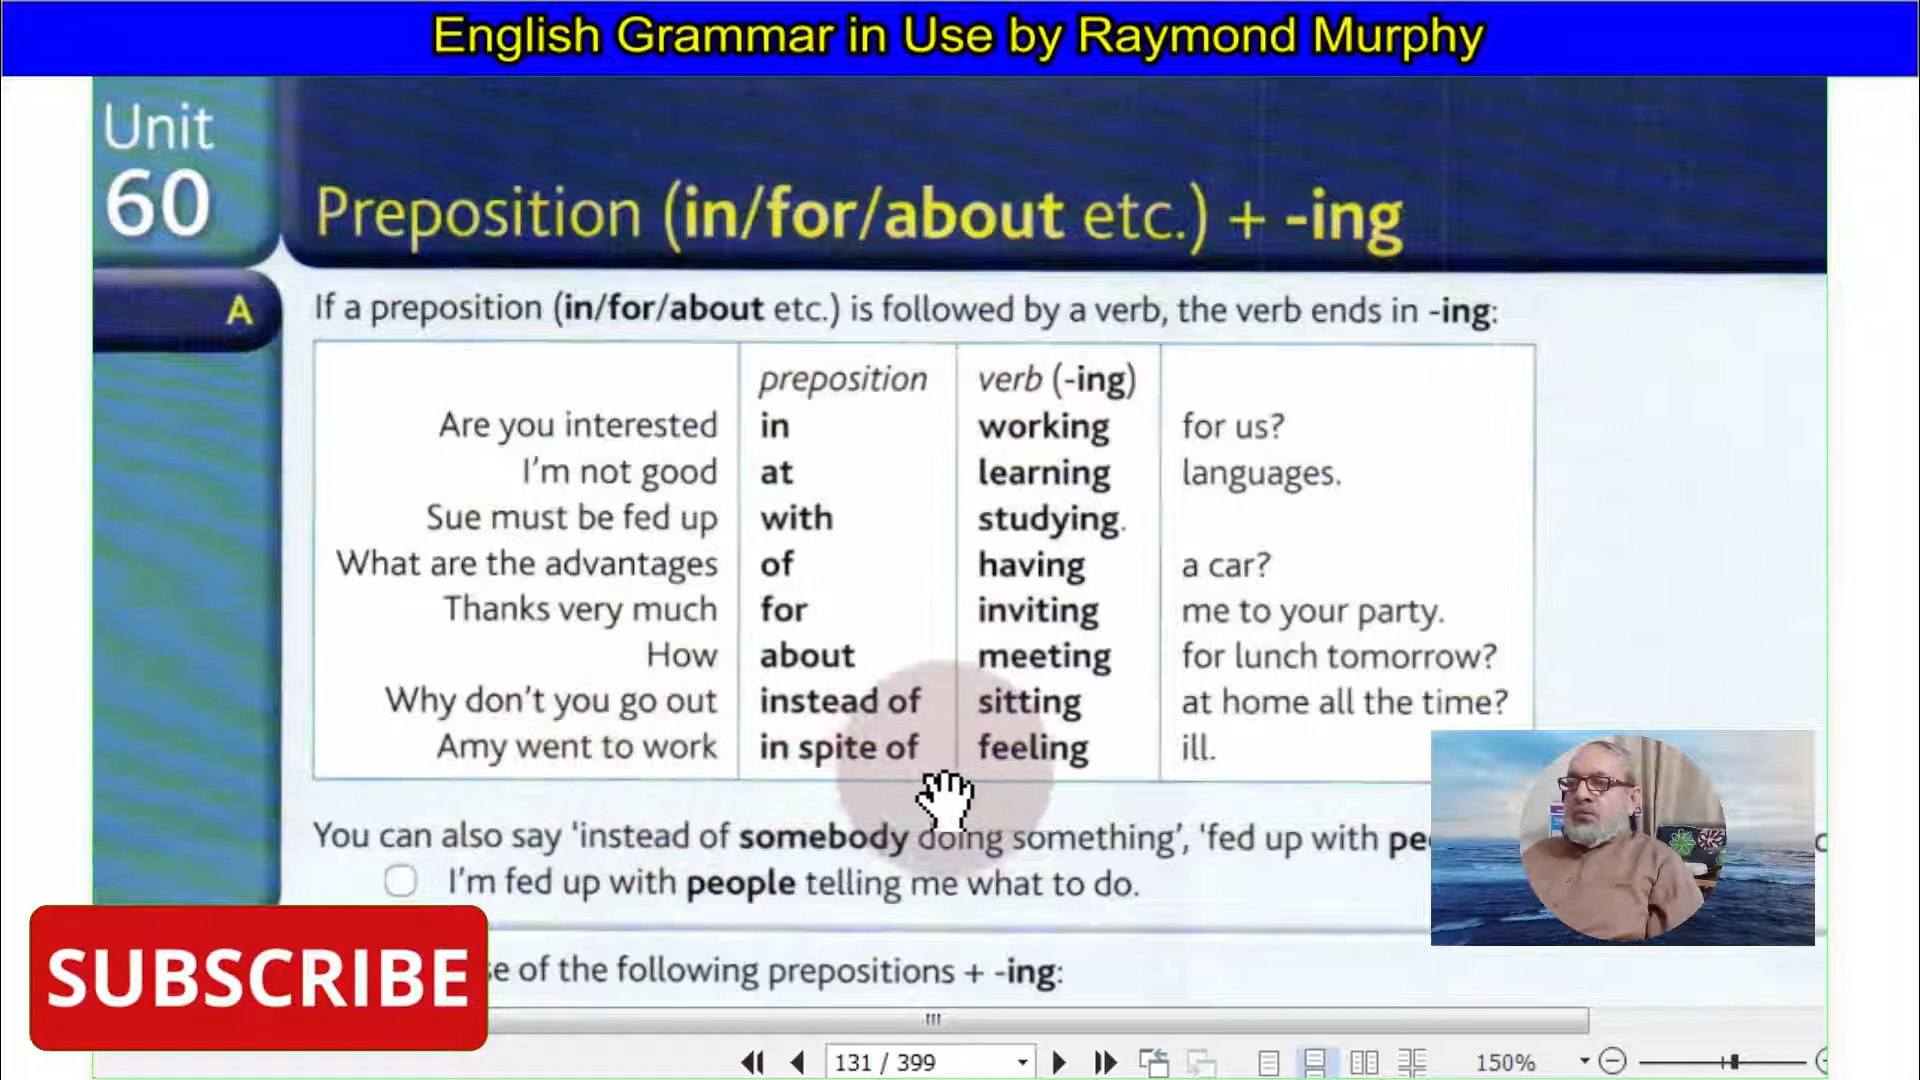 English Grammar in Use by Raymond Murphy
Unit
60
Preposition (in/for/about etc.) + -ing
A
If a preposition (in/for/about etc.) is followed by a verb, the verb ends in -ing:
preposition verb (-ing)
Are you interested in working for us?
I'm not good at learning languages.
Sue must be fed up with studying.
What are the advantages of having a car?
Thanks very much for inviting me to your party.
How about meeting for lunch tomorrow?
Why don't you go out instead of sitting at home all the time?
Amy went to work in spite of feeling ill.
You can also say 'instead of somebody doing something', 'fed up with
I'm fed up with people telling me what to do.
SUBSCRIBE
of the following prepositions + -ing:
131 / 399
150%